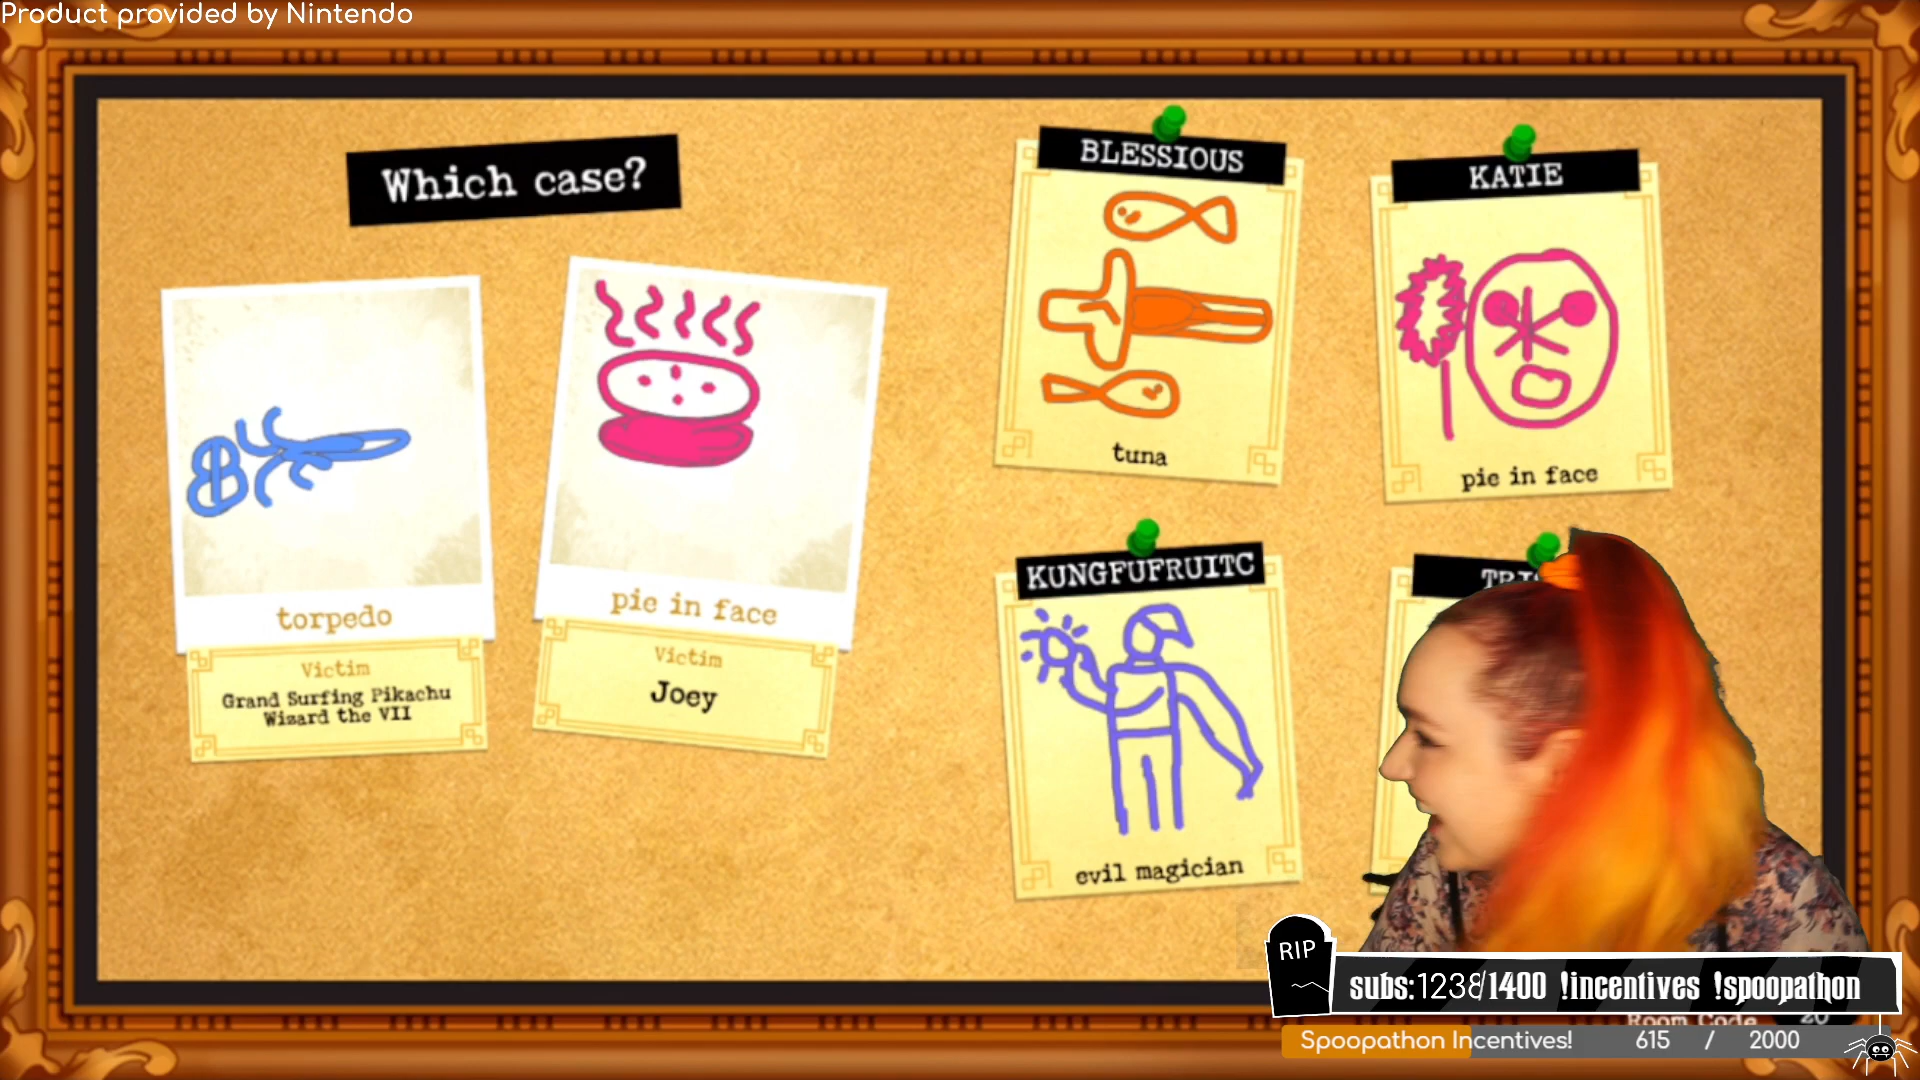 Product provided by Nintendo
Which case?
torpedo
Victim
Grand Surfing Pikachu
Wizard the VII
pie in face
Victim
Joey
BLESSIOUS
tuna
KATIE
pie in face
KUNGFUFRUITC
evil magician
RIP
subs:1238/1400 !incentives !spoopathon
Room Code
Spoopathon Incentives! 615 / 2000